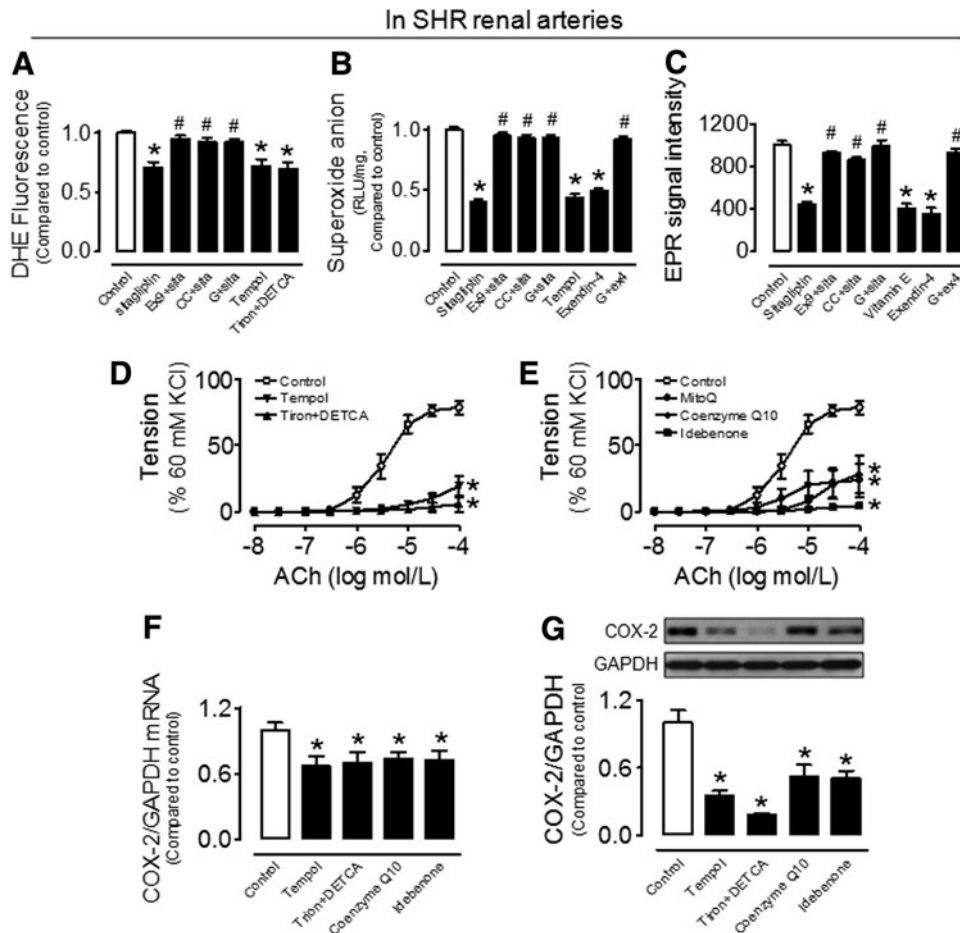 In SHR renal arteries
A
DHE Fluorescence
(Compared to control)
1.0
0.5
0.0
# # #
* * *
Control
sitagliptin
Ex9+sita
CC+sita
G+sita
Tempol
Tiron+DETCA
B
Superoxide anion
(RLU/mg,
Compared to control)
1.0
0.5
0.0
# # # #
* * *
Control
Sitagliptin
Ex9+sita
CC+sita
G+sita
Tempol
Exendin-4
G+ex4
C
EPR signal intensity
1200
800
400
0
# # # #
* * *
Control
Sitagliptin
Ex9+sita
CC+sita
G+sita
Vitamin E
Exendin-4
G+ex4
D
Tension
(% 60 mM KCl)
100
50
0
Control
Tempol
Tiron+DETCA
*
*
-8 -7 -6 -5 -4
ACh (log mol/L)
E
Tension
(% 60 mM KCl)
100
50
0
Control
MitoQ
Coenzyme Q10
Idebenone
*
*
*
-8 -7 -6 -5 -4
ACh (log mol/L)
F
COX-2/GAPDH mRNA
(Compared to control)
1.2
0.6
0.0
* * * *
Control
Tempol
Trion+DETCA
Coenzyme Q10
Idebenone
G
COX-2
GAPDH
COX-2/GAPDH
(Compared to control)
1.2
0.6
0.0
* * * *
Control
Tempol
Tiron+DETCA
Coenzyme Q10
Idebenone